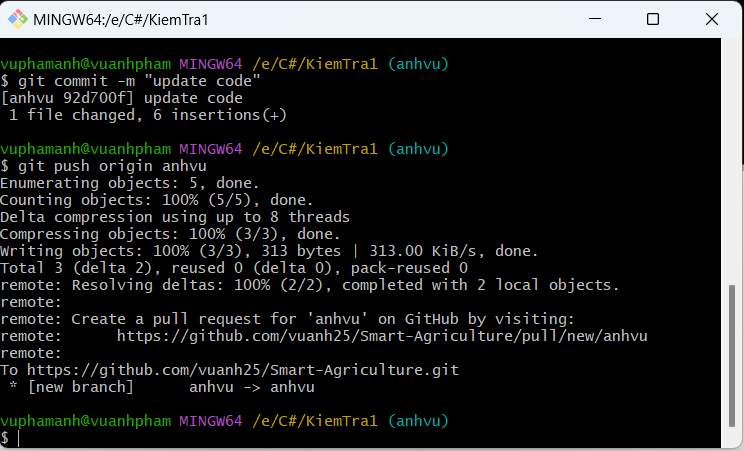 MINGW64:/e/C#/KiemTra1
vuphamanh@vuanhpham MINGW64 /e/C#/KiemTra1 (anhvu)
$ git commit -m "update code"
[anhvu 92d700f] update code
 1 file changed, 6 insertions(+)
vuphamanh@vuanhpham MINGW64 /e/C#/KiemTra1 (anhvu)
$ git push origin anhvu
Enumerating objects: 5, done.
Counting objects: 100% (5/5), done.
Delta compression using up to 8 threads
Compressing objects: 100% (3/3), done.
Writing objects: 100% (3/3), 313 bytes | 313.00 KiB/s, done.
Total 3 (delta 2), reused 0 (delta 0), pack-reused 0
remote: Resolving deltas: 100% (2/2), completed with 2 local objects.
remote:
remote: Create a pull request for 'anhvu' on GitHub by visiting:
remote:      https://github.com/vuanh25/Smart-Agriculture/pull/new/anhvu
remote:
To https://github.com/vuanh25/Smart-Agriculture.git
 * [new branch]      anhvu -> anhvu
vuphamanh@vuanhpham MINGW64 /e/C#/KiemTra1 (anhvu)
$